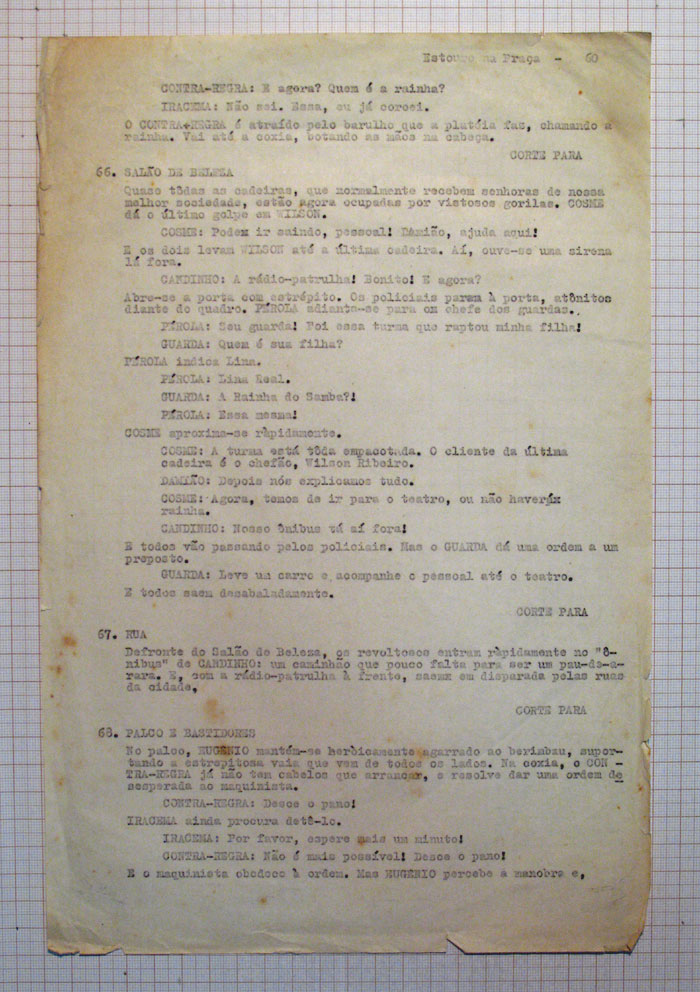 Estouro na Praça - 60
CONTRA-REGRA: E agora? Quem é a rainha?
IRACEMA: Não sei. Essa, eu já coroei.
O CONTRA-REGRA é atraído pelo barulho que a platéia faz, chamando a
rainha. Vai até a coxia, botando as mãos na cabeça.
CORTE PARA
66. SALÃO DE BELEZA
Quase tôdas as cadeiras, que normalmente recebem senhoras de nossa
melhor sociedade, estão agora ocupadas por vistosos gorilas. COSME
dá o último golpe em WILSON.
COSME: Podem ir saindo, pessoal! Damião, ajuda aqui!
E os dois levam WILSON até a última cadeira. Aí, ouve-se uma sirena
lá fora.
CANDINHO: A rádio-patrulha! Bonito! E agora?
Abre-se a porta com estrépito. Os policiais param à porta, atônitos
diante do quadro. PÉROLA adianta-se para om chefe dos guardas..
PÉROLA: Seu guarda! Foi essa turma que raptou minha filha!
GUARDA: Quem é sua filha?
PÉROLA indica Lina.
PÉROLA: Lina Real.
GUARDA: A Rainha do Samba?!
PÉROLA: Essa mesma!
COSME aproxima-se ràpidamente.
COSME: A turma está tôda empacotada. O cliente da última
cadeira é o chefão, Wilson Ribeiro.
DAMIÃO: Depois nós explicamos tudo.
COSME: Agora, temos de ir para o teatro, ou não haveráx
rainha.
CANDINHO: Nosso ônibus tá aí fora!
E todos vão passando pelos policiais. Mas o GUARDA dá uma ordem a um
preposto.
GUARDA: Leve um carro e acompanhe o pessoal até o teatro.
E todos saem desabaladamente.
CORTE PARA
67. RUA
Defronte do Salão de Beleza, os revoltosos entram ràpidamente no "ô-
nibus" de CANDINHO: um caminhão que pouco falta para ser um pau-de-a-
rara. E, com a rádio-patrulha à frente, saemx em disparada pelas ruas
da cidade.
CORTE PARA
68. PALCO E BASTIDORES
No palco, EUGÊNIO mantém-se heròicamente agarrado ao berimbau, supor-
tando a estrepitosa vaia que vem de todos os lados. Na coxia, o CON-
TRA-REGRA já não tem cabelos que arrancar, e resolve dar uma ordem de
sesperada ao maquinista.
CONTRA-REGRA: Desce o pano!
IRACEMA ainda procura detê-lo.
IRACEMA: Por favor, espere mais um minuto!
CONTRA-REGRA: Não é mais possível! Desce o pano!
E o maquinista obedece à ordem. Mas EUGÊNIO percebe a manobra e,